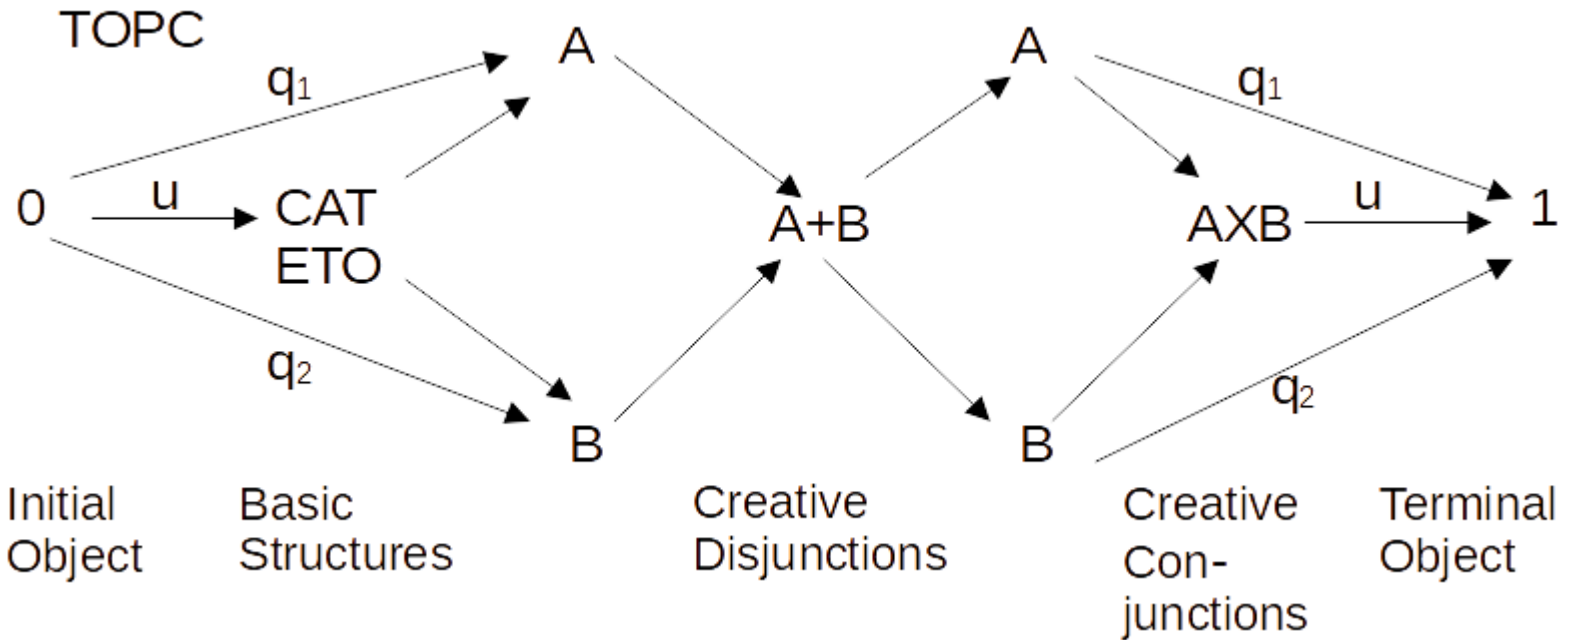 TOPC
A
A
q1
q1
0
u
CAT
ETO
A+B
AXB
u
1
q2
q2
B
B
Initial
Object
Basic
Structures
Creative
Disjunctions
Creative
Con-
junctions
Terminal
Object